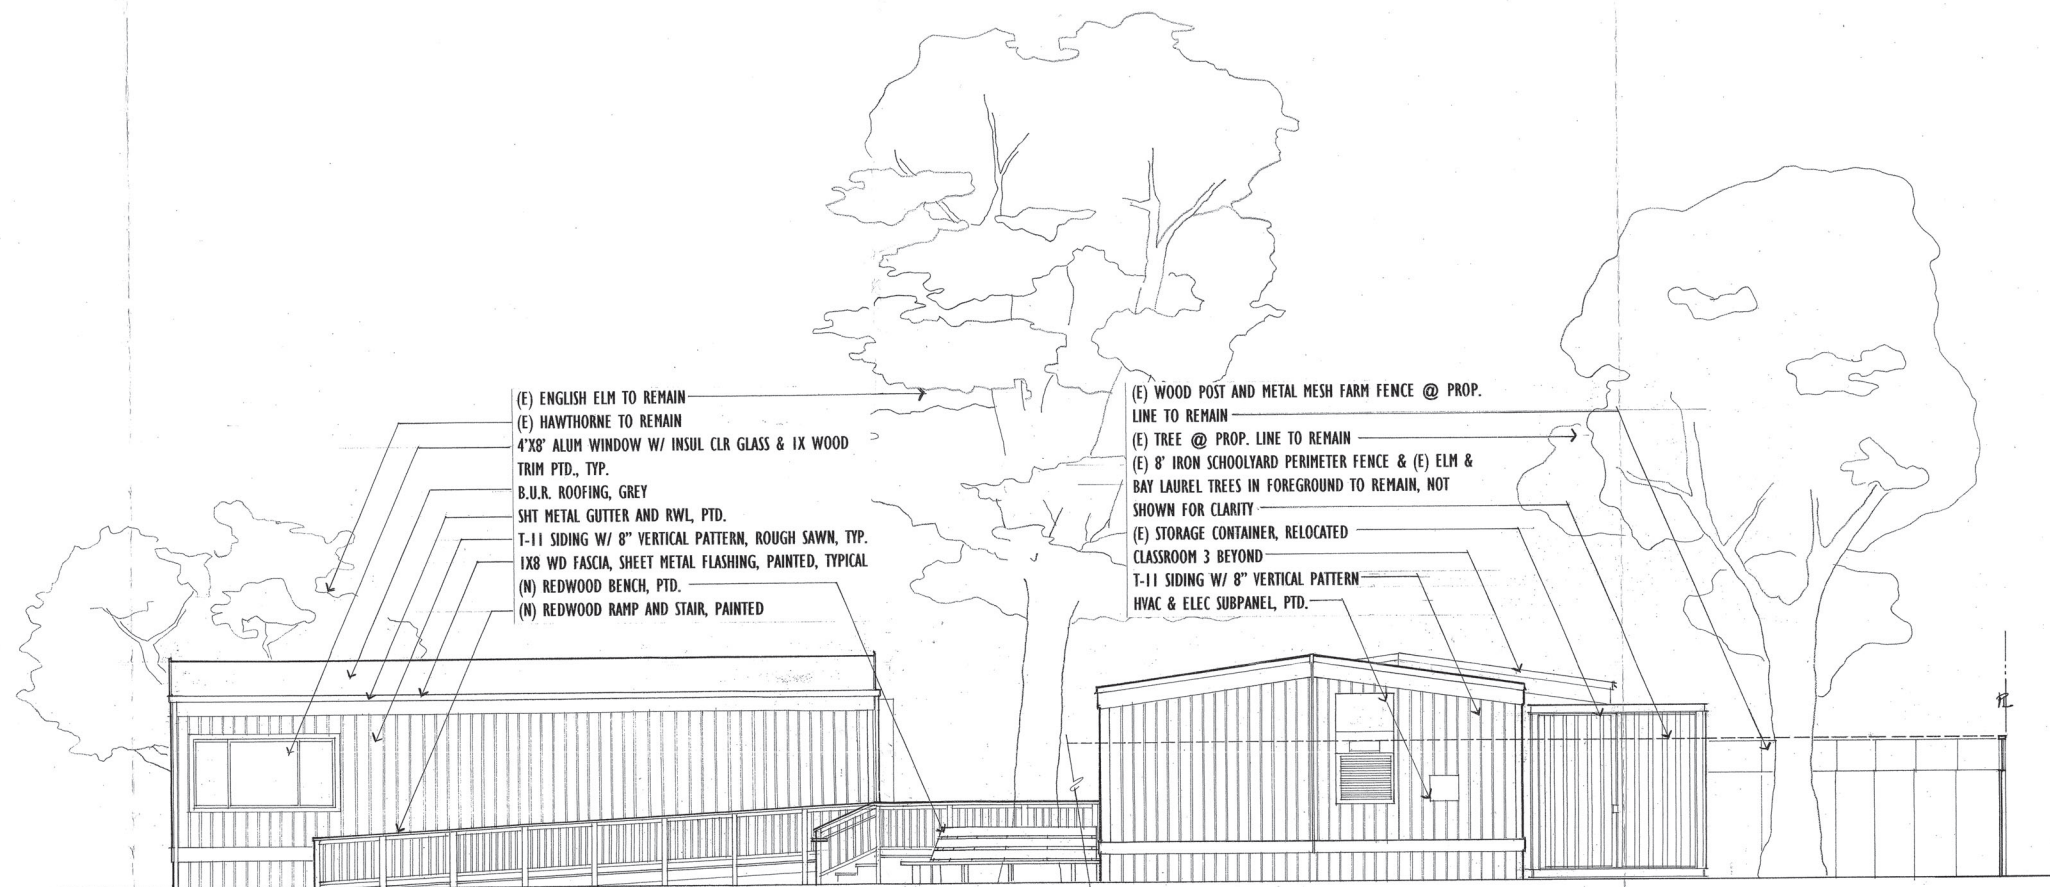 (E) ENGLISH ELM TO REMAIN
(E) HAWTHORNE TO REMAIN
4'X8' ALUM WINDOW W/ INSUL CLR GLASS & 1X WOOD
TRIM PTD., TYP.
B.U.R. ROOFING, GREY
SHT METAL GUTTER AND RWL, PTD.
T-11 SIDING W/ 8" VERTICAL PATTERN, ROUGH SAWN, TYP.
1X8 WD FASCIA, SHEET METAL FLASHING, PAINTED, TYPICAL
(N) REDWOOD BENCH, PTD.
(N) REDWOOD RAMP AND STAIR, PAINTED
(E) WOOD POST AND METAL MESH FARM FENCE @ PROP.
LINE TO REMAIN
(E) TREE @ PROP. LINE TO REMAIN
(E) 8' IRON SCHOOLYARD PERIMETER FENCE & (E) ELM &
BAY LAUREL TREES IN FOREGROUND TO REMAIN, NOT
SHOWN FOR CLARITY
(E) STORAGE CONTAINER, RELOCATED
CLASSROOM 3 BEYOND
T-11 SIDING W/ 8" VERTICAL PATTERN
HVAC & ELEC SUBPANEL, PTD.
PL